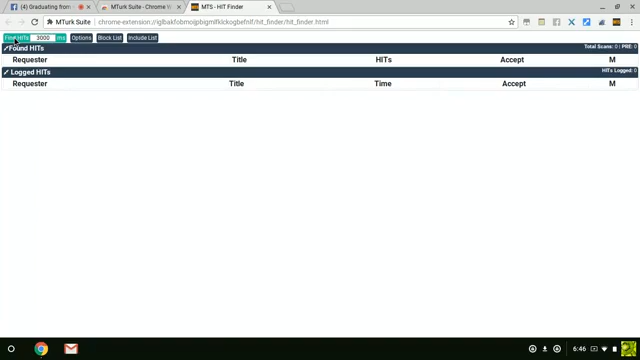 (4) Graduating from
MTurk Suite - Chrome W
MTS - HIT Finder
MTurk Suite
chrome-extension://iglbakfobmoijpbigmlfklckogbefnlf/hit_finder/hit_finder.html
Find HITs 3000 ms Options Block List Include List
Found HITs Total Scans: 0 | PRE: 0
Requester Title HITs Accept M
Logged HITs HITs Logged: 0
Requester Title Time Accept M
6:46